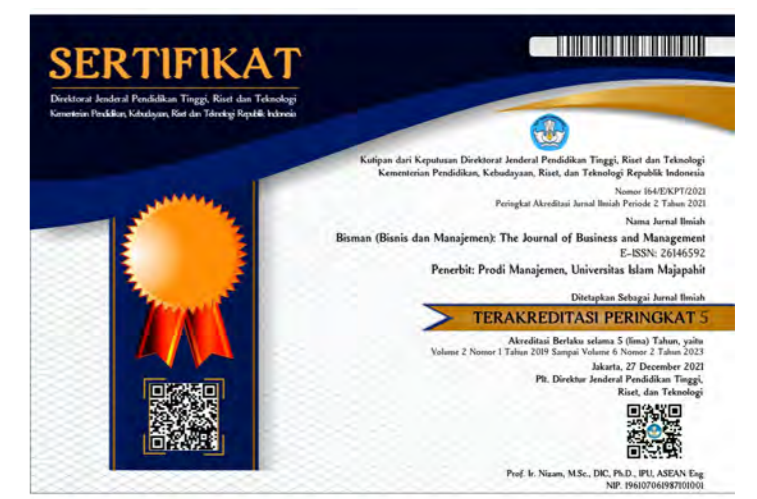 SERTIFIKAT
Direktorat Jenderal Pendidikan Tinggi, Riset dan Teknologi
Kementerian Pendidikan, Kebudayaan, Riset dan Teknologi Republik Indonesia
Kutipan dari Keputusan Direktorat Jenderal Pendidikan Tinggi, Riset dan Teknologi
Kementerian Pendidikan, Kebudayaan, Riset, dan Teknologi Republik Indonesia
Nomor 164/E/KPT/2021
Peringkat Akreditasi Jurnal Ilmiah Periode 2 Tahun 2021
Nama Jurnal Ilmiah
Bisman (Bisnis dan Manajemen): The Journal of Business and Management
E-ISSN: 26146592
Penerbit: Prodi Manajemen, Universitas Islam Majapahit
Ditetapkan Sebagai Jurnal Ilmiah
TERAKREDITASI PERINGKAT 5
Akreditasi Berlaku selama 5 (lima) Tahun, yaitu
Volume 2 Nomor 1 Tahun 2019 Sampai Volume 6 Nomor 2 Tahun 2023
Jakarta, 27 December 2021
Plt. Direktur Jenderal Pendidikan Tinggi,
Riset, dan Teknologi
Prof. Ir. Nizam, M.Sc., DIC, Ph.D., IPU, ASEAN Eng
NIP. 196107061987101001